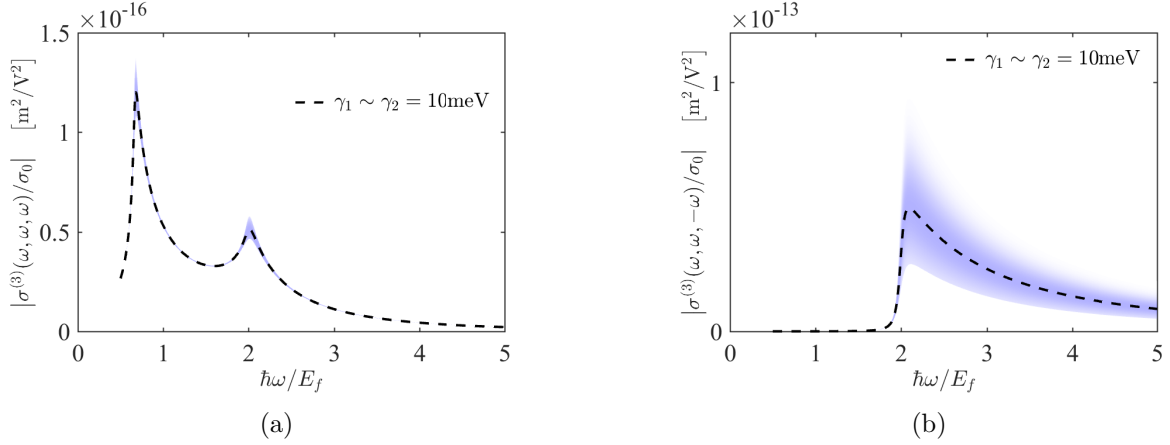 ×10⁻¹⁶
1.5
1
0.5
0
0 1 2 3 4 5
|σ⁽³⁾(ω, ω, ω)/σ₀| [m²/V²]
γ₁ ∼ γ₂ = 10meV
ℏω/E_f
(a)
×10⁻¹³
1
0
0 1 2 3 4 5
|σ⁽³⁾(ω, ω, −ω)/σ₀| [m²/V²]
γ₁ ∼ γ₂ = 10meV
ℏω/E_f
(b)